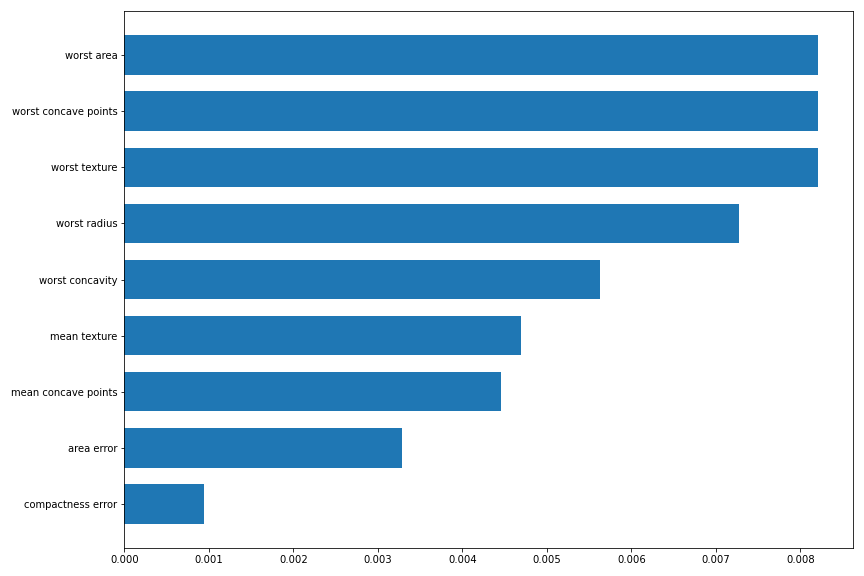 worst area
worst concave points
worst texture
worst radius
worst concavity
mean texture
mean concave points
area error
compactness error
0.000 0.001 0.002 0.003 0.004 0.005 0.006 0.007 0.008